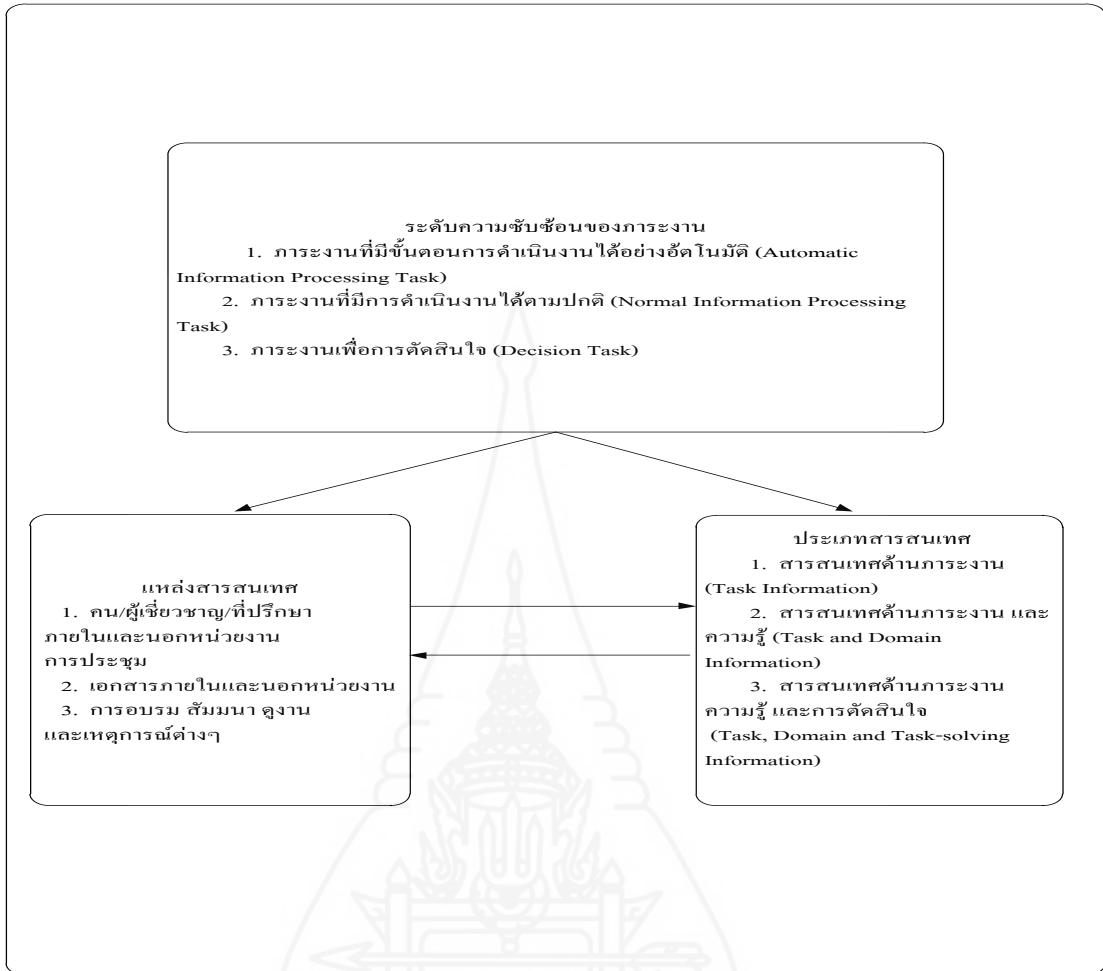 ระดับความซับซ้อนของภาระงาน
1. ภาระงานที่มีขั้นตอนการดำเนินงานได้อย่างอัตโนมัติ (Automatic
Information Processing Task)
2. ภาระงานที่มีการดำเนินงานได้ตามปกติ (Normal Information Processing
Task)
3. ภาระงานเพื่อการตัดสินใจ (Decision Task)
แหล่งสารสนเทศ
1. คน/ผู้เชี่ยวชาญ/ที่ปรึกษา
ภายในและนอกหน่วยงาน
การประชุม
2. เอกสารภายในและนอกหน่วยงาน
3. การอบรม สัมมนา ดูงาน
และเหตุการณ์ต่างๆ
ประเภทสารสนเทศ
1. สารสนเทศด้านภาระงาน
(Task Information)
2. สารสนเทศด้านภาระงาน และ
ความรู้ (Task and Domain
Information)
3. สารสนเทศด้านภาระงาน
ความรู้ และการตัดสินใจ
(Task, Domain and Task-solving
Information)